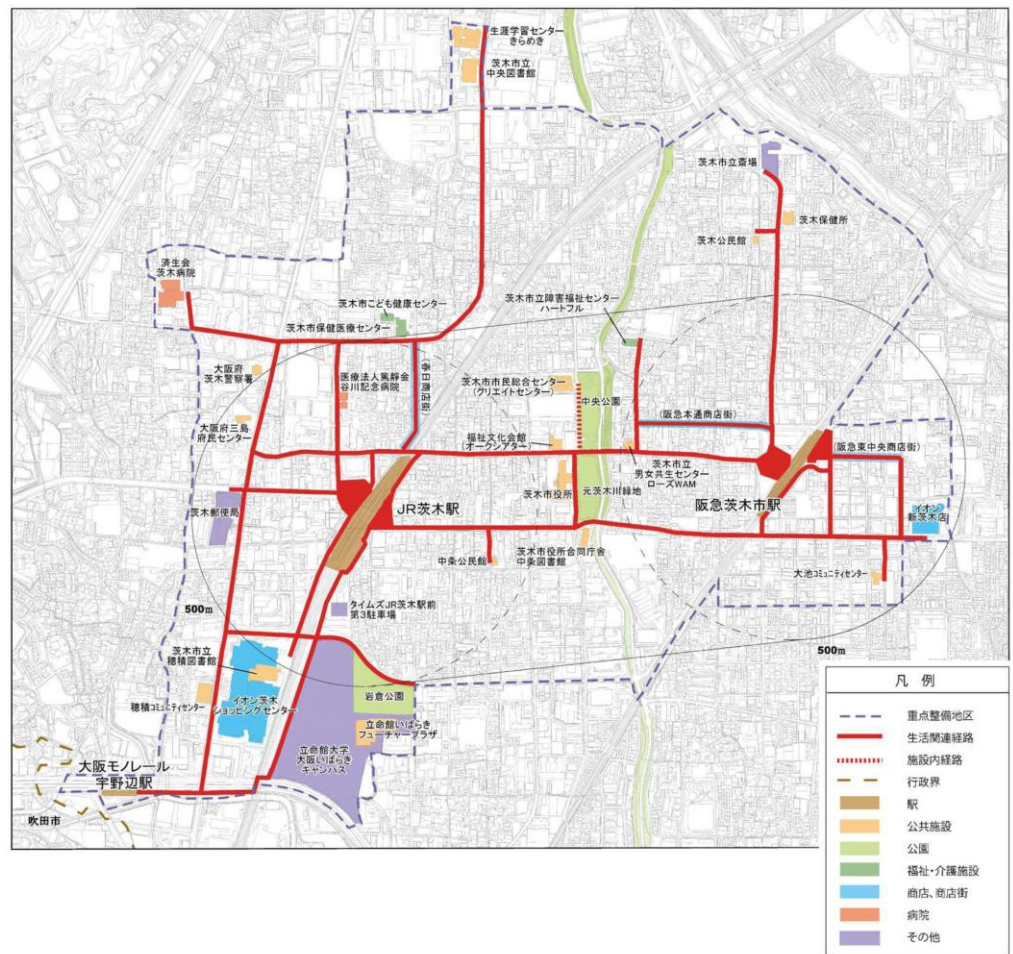 生涯学習センター
きらめき
茨木市立
中央図書館
茨木市立斎場
茨木保健所
茨木公民館
済生会
茨木病院
茨木市こども健康センター
茨木市保健医療センター
茨木市立障害福祉センター
ハートフル
大阪府
茨木警察署
医療法人篤靜会
谷川記念病院
(春日商店街)
茨木市市民総合センター
(クリエイトセンター)
中央公園
(阪急本通商店街)
大阪府三島
府民センター
福祉文化会館
(オークシアター)
(阪急東中央商店街)
茨木市立
男女共生センター
ローズWAM
茨木郵便局
JR茨木駅
茨木市役所
元茨木川緑地
阪急茨木市駅
イオン
新茨木店
中条公民館
茨木市役所合同庁舎
中条図書館
大池コミュニティセンター
500m
タイムズJR茨木駅前
第3駐車場
500m
茨木市立
穂積図書館
穂積コミュニティセンター
イオン茨木
ショッピングセンター
岩倉公園
立命館いばらき
フューチャープラザ
立命館大学
大阪いばらき
キャンパス
大阪モノレール
宇野辺駅
吹田市
凡 例
重点整備地区
生活関連経路
施設内経路
行政界
駅
公共施設
公園
福祉・介護施設
商店、商店街
病院
その他